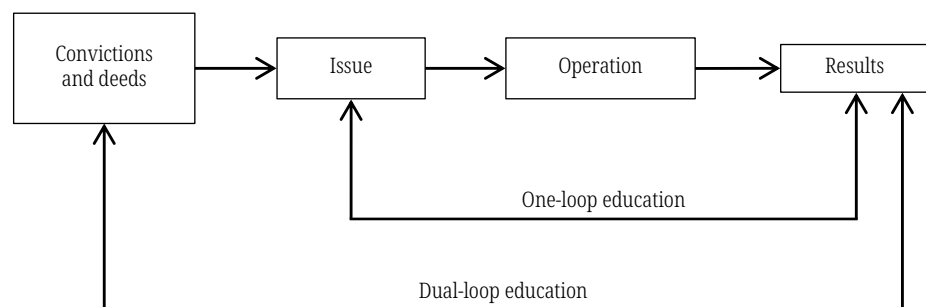 Convictions
and deeds
Issue
Operation
Results
One-loop education
Dual-loop education